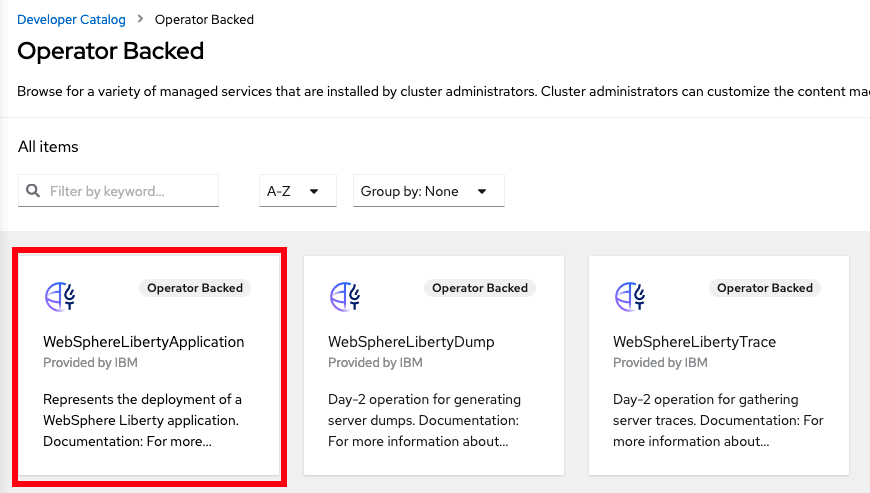 Developer Catalog > Operator Backed
Operator Backed
Browse for a variety of managed services that are installed by cluster administrators. Cluster administrators can customize the content
All items
Filter by keyword...
A-Z
Group by: None
Operator Backed
WebSphereLibertyApplication
Provided by IBM
Represents the deployment of a
WebSphere Liberty application.
Documentation: For more...
Operator Backed
WebSphereLibertyDump
Provided by IBM
Day-2 operation for generating
server dumps. Documentation:
For more information about...
Operator Backed
WebSphereLibertyTrace
Provided by IBM
Day-2 operation for gathering
server traces. Documentation: For
more information about...